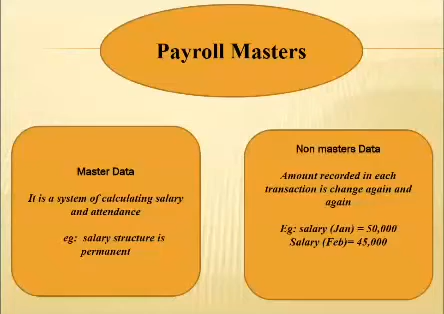 Payroll Masters
Master Data
It is a system of calculating salary
and attendance
eg: salary structure is
permanent
Non masters Data
Amount recorded in each
transaction is change again and
again
Eg: salary (Jan) = 50,000
Salary (Feb)= 45,000